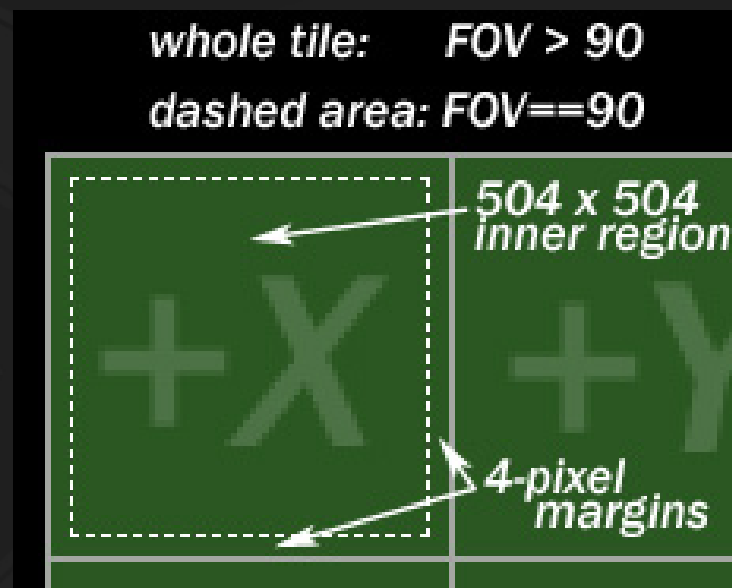 whole tile: FOV > 90
dashed area: FOV==90
504 x 504
inner region
+X
+Y
4-pixel
margins